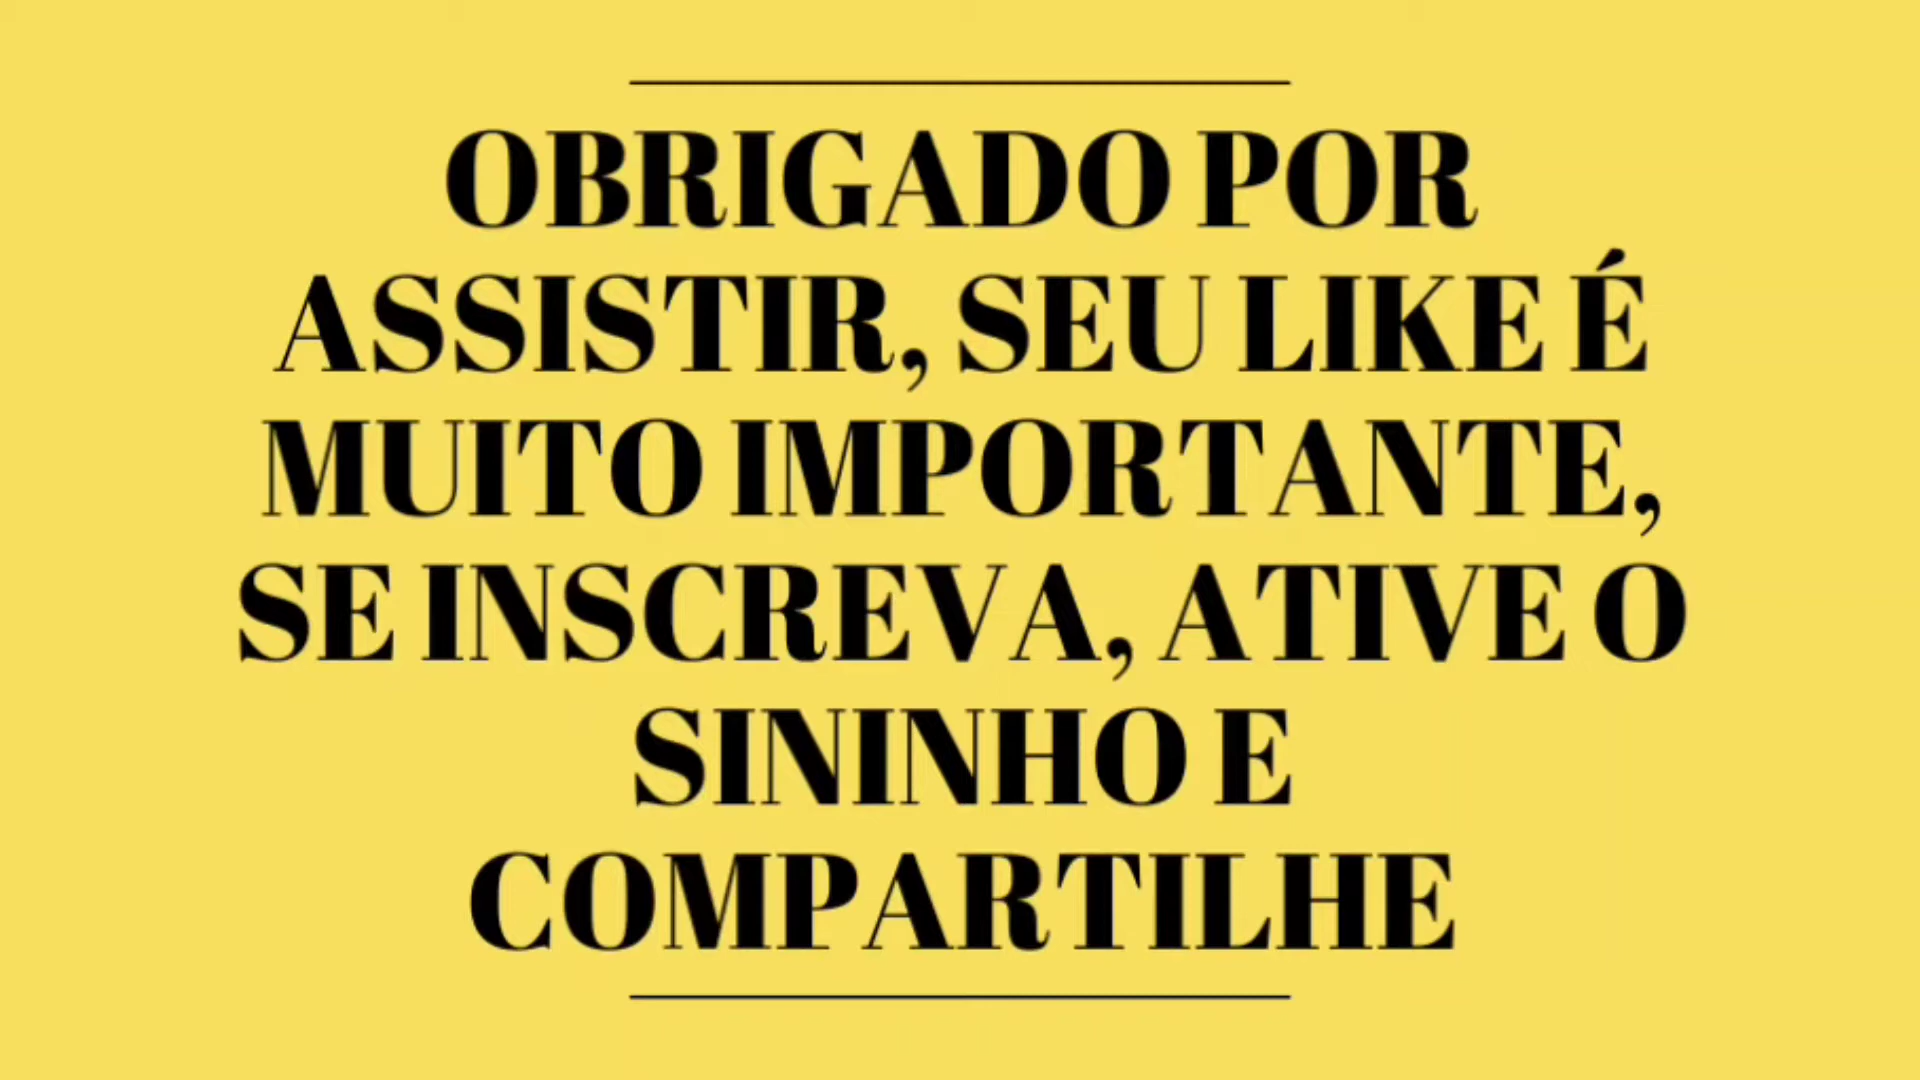 OBRIGADO POR
ASSISTIR, SEU LIKE É
MUITO IMPORTANTE,
SE INSCREVA, ATIVE O
SININHO E
COMPARTILHE